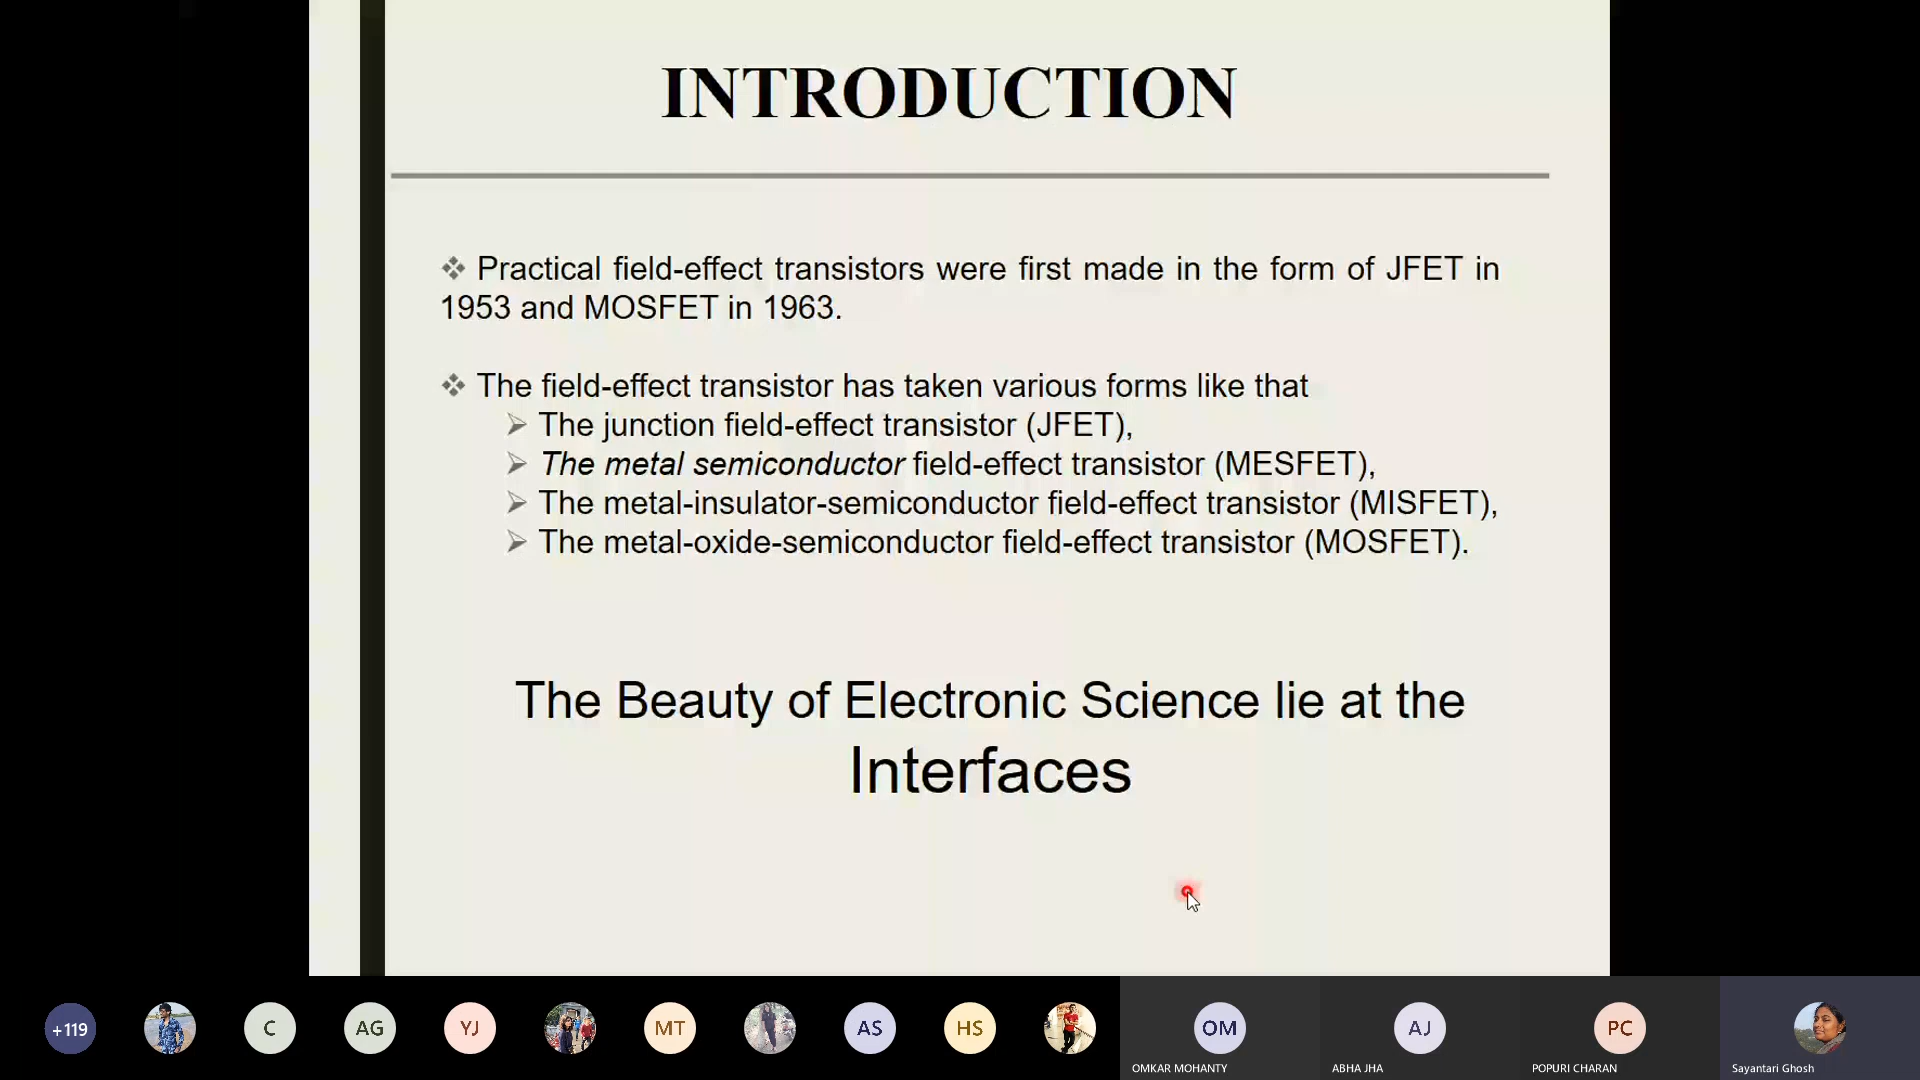 INTRODUCTION
❖ Practical field-effect transistors were first made in the form of JFET in
1953 and MOSFET in 1963.
❖ The field-effect transistor has taken various forms like that
➢ The junction field-effect transistor (JFET),
➢ The metal semiconductor field-effect transistor (MESFET),
➢ The metal-insulator-semiconductor field-effect transistor (MISFET),
➢ The metal-oxide-semiconductor field-effect transistor (MOSFET).
The Beauty of Electronic Science lie at the
Interfaces
+119 C AG YJ MT AS HS OM AJ PC
OMKAR MOHANTY ABHA JHA POPURI CHARAN Sayantari Ghosh